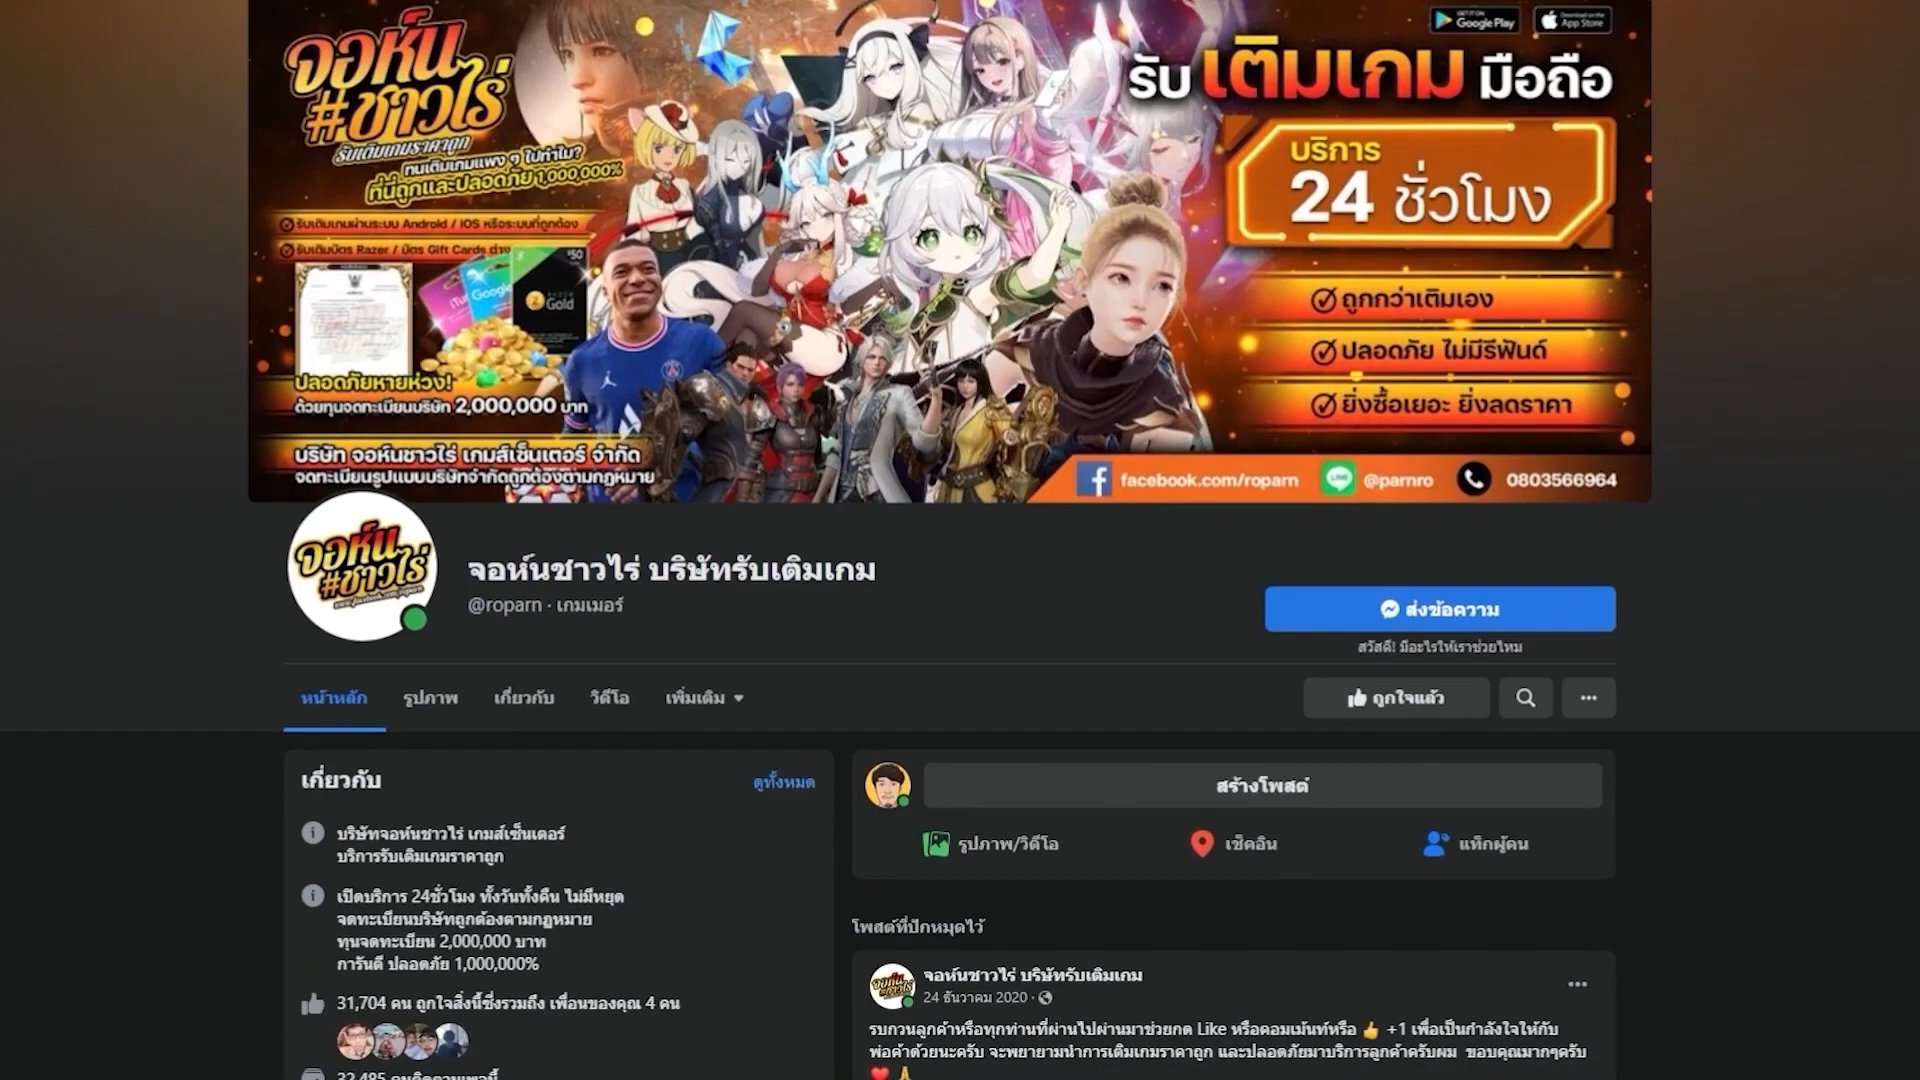 จอห์น
#ชาวไร่
รับเติมเกมราคาถูก
ทนเติมเกมแพง ๆ ไปทำไม?
ที่นี่ถูกและปลอดภัย 1,000,000%
รับเติมเกมผ่านระบบ Android / IOS หรือระบบที่ถูกต้อง
รับเติมบัตร Razer / บัตร Gift Cards ต่าง
$50
Google
Gold
ปลอดภัยหายห่วง!
ด้วยทุนจดทะเบียนบริษัท 2,000,000 บาท
บริษัท จอห์นชาวไร่ เกมส์เซ็นเตอร์ จำกัด
จดทะเบียนรูปแบบบริษัทจำกัดถูกต้องตามกฎหมาย
GET IT ON
Google Play
Download on the
App Store
รับ เติมเกม มือถือ
บริการ
24 ชั่วโมง
ถูกกว่าเติมเอง
ปลอดภัย ไม่มีรีฟันด์
ยิ่งซื้อเยอะ ยิ่งลดราคา
facebook.com/roparn @parnro 0803566964
จอห์น
#ชาวไร่
จอห์นชาวไร่ บริษัทรับเติมเกม
@roparn · เกมเมอร์
ส่งข้อความ
สวัสดี! มีอะไรให้เราช่วยไหม
หน้าหลัก รูปภาพ เกี่ยวกับ วิดีโอ เพิ่มเติม
ถูกใจแล้ว
เกี่ยวกับ
ดูทั้งหมด
บริษัทจอห์นชาวไร่ เกมส์เซ็นเตอร์
บริการรับเติมเกมราคาถูก
เปิดบริการ 24ชั่วโมง ทั้งวันทั้งคืน ไม่มีหยุด
จดทะเบียนบริษัทถูกต้องตามกฏหมาย
ทุนจดทะเบียน 2,000,000 บาท
การันตี ปลอดภัย 1,000,000%
31,704 คน ถูกใจสิ่งนี้ซึ่งรวมถึง เพื่อนของคุณ 4 คน
32,485 คนติดตามเพจนี้
สร้างโพสต์
รูปภาพ/วิดีโอ
เช็คอิน
แท็กผู้คน
โพสต์ที่ปักหมุดไว้
จอห์นชาวไร่ บริษัทรับเติมเกม
24 ธันวาคม 2020 ·
รบกวนลูกค้าหรือทุกท่านที่ผ่านไปผ่านมาช่วยกด Like หรือคอมเม้นท์หรือ 👍 +1 เพื่อเป็นกำลังใจให้กับ
พ่อค้าด้วยนะครับ จะพยายามนำการเติมเกมราคาถูก และปลอดภัยมาบริการลูกค้าครับผม ขอบคุณมากๆครับ
❤️ 🙏